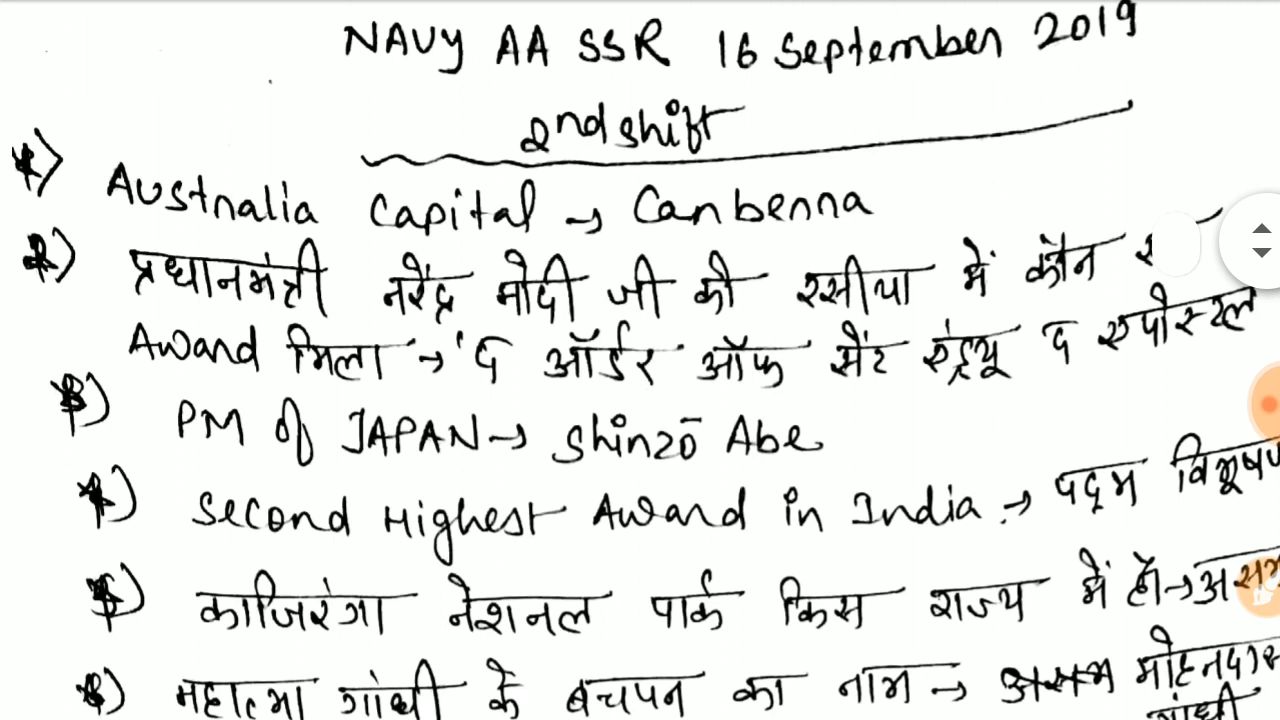 NAVY AA SSR 16 September 2019
2nd shift
1) Australia Capital → Canberra
2) प्रधानमंत्री नरेंद्र मोदी जी को रसीया में कौन
Award मिला → 'द ऑर्डर ऑफ सेंट एंड्र्यू द एपोस्टल
3) PM of JAPAN → Shinzō Abe
4) Second Highest Award in India → पद्म विभूषण
5) काजिरंगा नेशनल पार्क किस राज्य में है → असम
6) महात्मा गांधी के बचपन का नाम → मोहनदास
गांधी